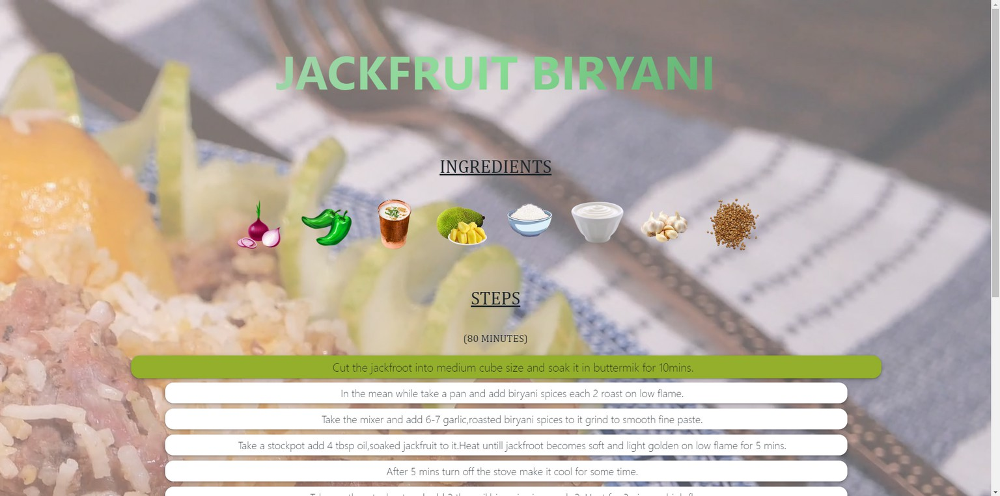 JACKFRUIT BIRYANI
INGREDIENTS
STEPS
(80 MINUTES)
Cut the jackfroot into medium cube size and soak it in buttermik for 10mins.
In the mean while take a pan and add biryani spices each 2 roast on low flame.
Take the mixer and add 6-7 garlic,roasted biryani spices to it grind to smooth fine paste.
Take a stockpot add 4 tbsp oil,soaked jackfruit to it.Heat untill jackfroot becomes soft and light golden on low flame for 5 mins.
After 5 mins turn off the stove make it cool for some time.